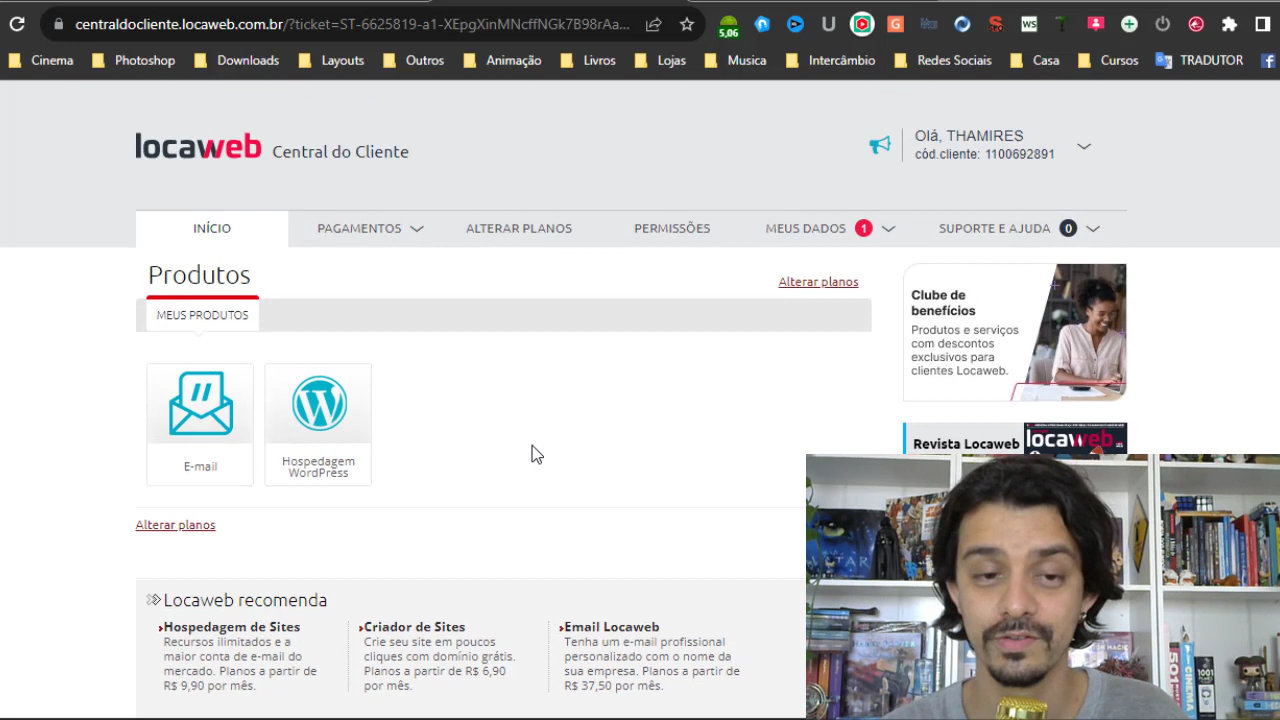 centraldocliente.locaweb.com.br/?ticket=ST-6625819-a1-XEpgXinMNcffNGk7B98rAa...
5,06
U
G
S
WS
Cinema
Photoshop
Downloads
Layouts
Outros
Animação
Livros
Lojas
Musica
Intercâmbio
Redes Sociais
Casa
Cursos
TRADUTOR
locaweb Central do Cliente
Olá, THAMIRES
cód.cliente: 1100692891
INÍCIO
PAGAMENTOS
ALTERAR PLANOS
PERMISSÕES
MEUS DADOS 1
SUPORTE E AJUDA 0
Produtos
Alterar planos
MEUS PRODUTOS
E-mail
Hospedagem
WordPress
Clube de
benefícios
Produtos e serviços
com descontos
exclusivos para
clientes Locaweb.
Revista Locaweb
locaweb
Alterar planos
Locaweb recomenda
Hospedagem de Sites
Recursos ilimitados e a
maior conta de e-mail do
mercado. Planos a partir de
R$ 9,90 por mês.
Criador de Sites
Crie seu site em poucos
cliques com domínio grátis.
Planos a partir de R$ 6,90
por mês.
Email Locaweb
Tenha um e-mail profissional
personalizado com o nome da
sua empresa. Planos a partir de
R$ 37,50 por mês.
AVATAR
501
1001
CINEMA